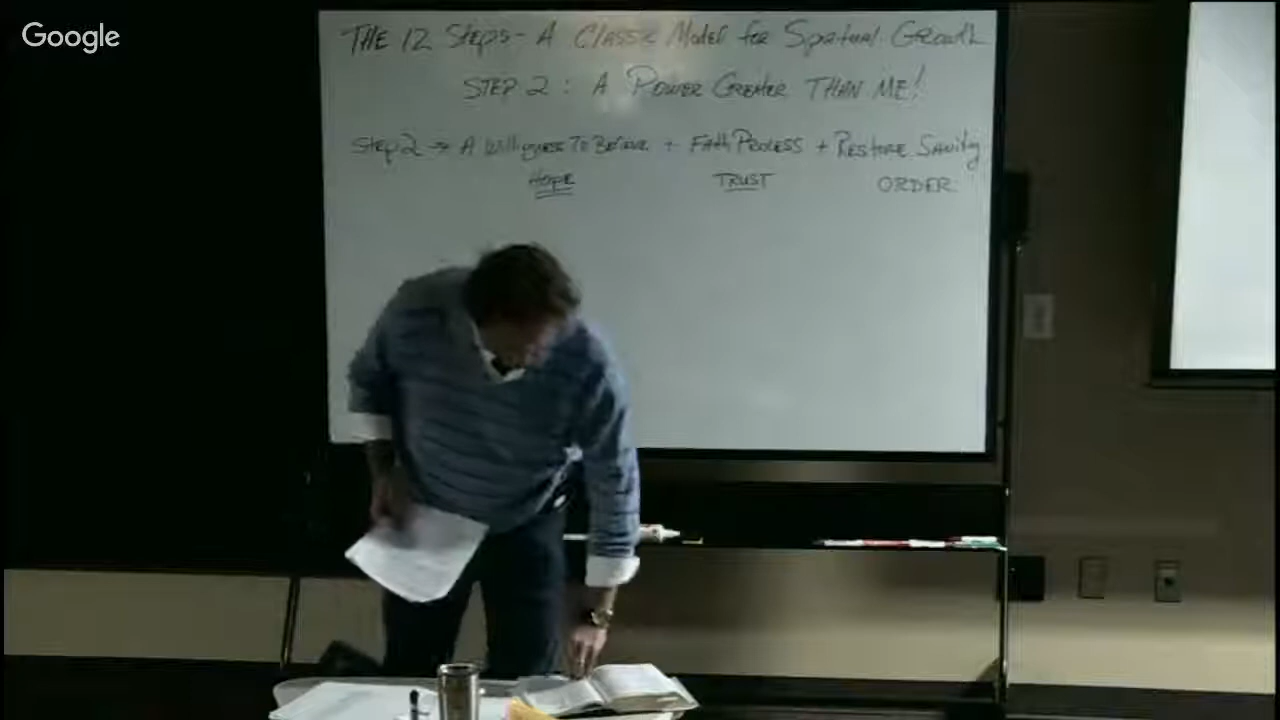 Google
THE 12 STEPS - A CLASSIC MODEL FOR SPIRITUAL GROWTH
STEP 2 : A POWER GREATER THAN ME!
STEP 2 → A WILLINGNESS TO BELIEVE + FAITH PROCESS + RESTORE SANITY
HOPE TRUST ORDER